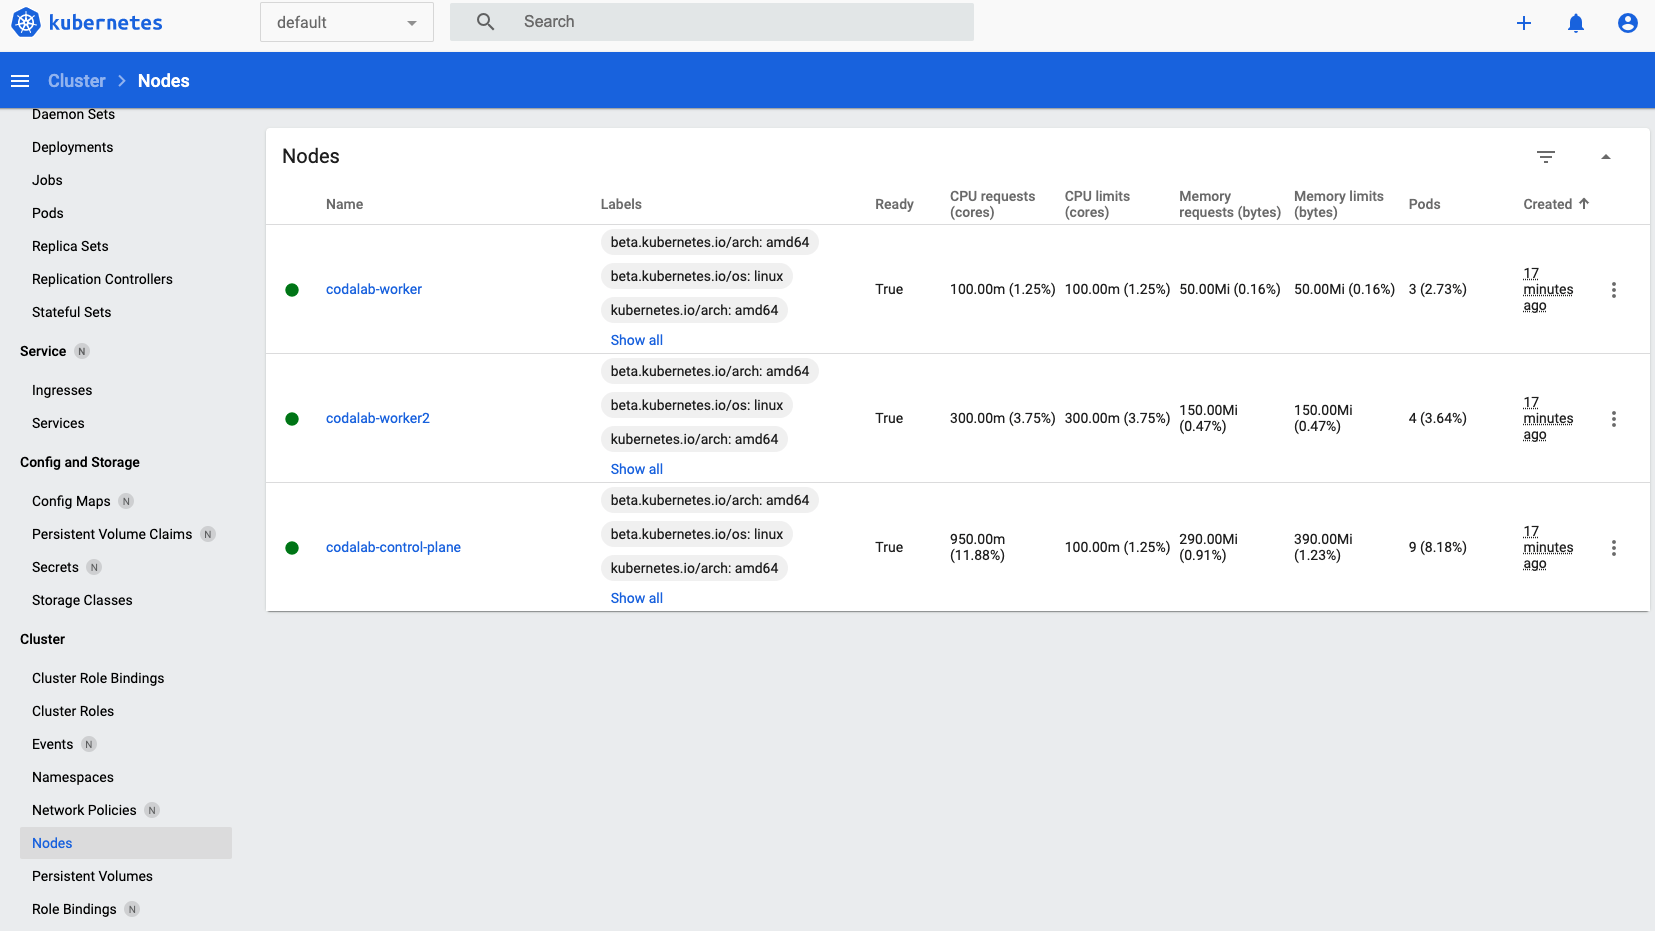 kubernetes
default
Search
Cluster > Nodes
Daemon Sets
Deployments
Jobs
Pods
Replica Sets
Replication Controllers
Stateful Sets
Service N
Ingresses
Services
Config and Storage
Config Maps N
Persistent Volume Claims N
Secrets N
Storage Classes
Cluster
Cluster Role Bindings
Cluster Roles
Events N
Namespaces
Network Policies N
Nodes
Persistent Volumes
Role Bindings N
Nodes
Name
Labels
Ready
CPU requests
(cores)
CPU limits
(cores)
Memory
requests (bytes)
Memory limits
(bytes)
Pods
Created
codalab-worker
beta.kubernetes.io/arch: amd64
beta.kubernetes.io/os: linux
kubernetes.io/arch: amd64
Show all
True
100.00m (1.25%)
100.00m (1.25%)
50.00Mi (0.16%)
50.00Mi (0.16%)
3 (2.73%)
17
minutes
ago
codalab-worker2
beta.kubernetes.io/arch: amd64
beta.kubernetes.io/os: linux
kubernetes.io/arch: amd64
Show all
True
300.00m (3.75%)
300.00m (3.75%)
150.00Mi
(0.47%)
150.00Mi
(0.47%)
4 (3.64%)
17
minutes
ago
codalab-control-plane
beta.kubernetes.io/arch: amd64
beta.kubernetes.io/os: linux
kubernetes.io/arch: amd64
Show all
True
950.00m
(11.88%)
100.00m (1.25%)
290.00Mi
(0.91%)
390.00Mi
(1.23%)
9 (8.18%)
17
minutes
ago